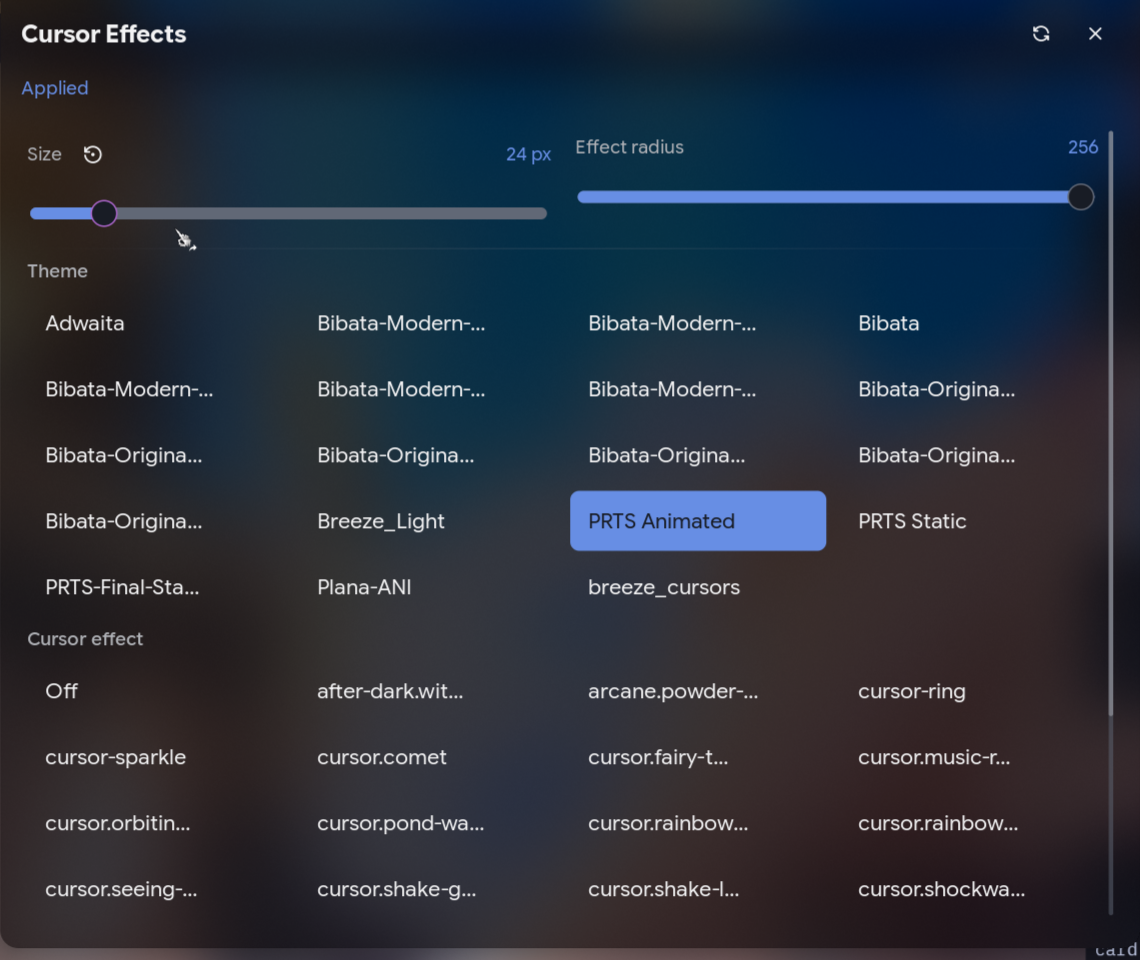 Cursor Effects
Applied
Size 24 px Effect radius 256
Theme
Adwaita Bibata-Modern-... Bibata-Modern-... Bibata
Bibata-Modern-... Bibata-Modern-... Bibata-Modern-... Bibata-Origina...
Bibata-Origina... Bibata-Origina... Bibata-Origina... Bibata-Origina...
Bibata-Origina... Breeze_Light PRTS Animated PRTS Static
PRTS-Final-Sta... Plana-ANI breeze_cursors
Cursor effect
Off after-dark.wit... arcane.powder-... cursor-ring
cursor-sparkle cursor.comet cursor.fairy-t... cursor.music-r...
cursor.orbitin... cursor.pond-wa... cursor.rainbow... cursor.rainbow...
cursor.seeing-... cursor.shake-g... cursor.shake-l... cursor.shockwa...